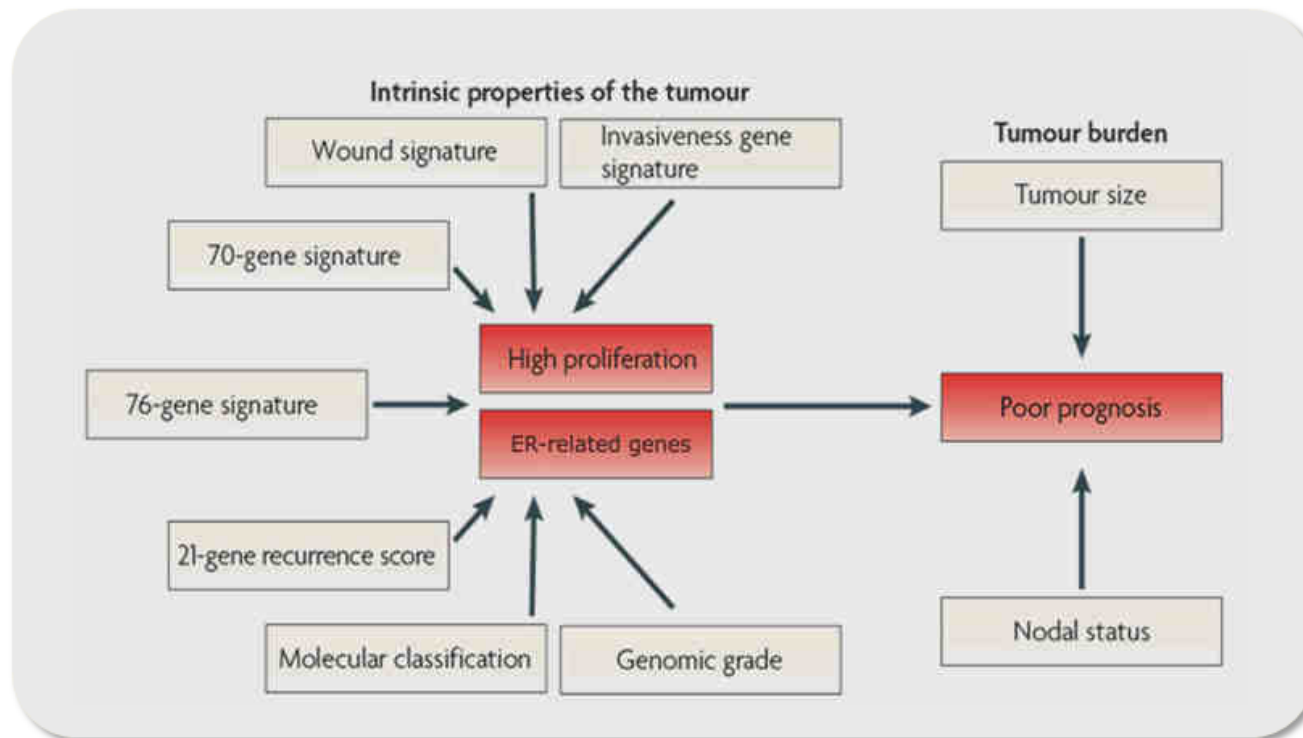 Intrinsic properties of the tumour
Wound signature
Invasiveness gene
signature
70-gene signature
High proliferation
76-gene signature
ER-related genes
21-gene recurrence score
Molecular classification
Genomic grade
Tumour burden
Tumour size
Poor prognosis
Nodal status